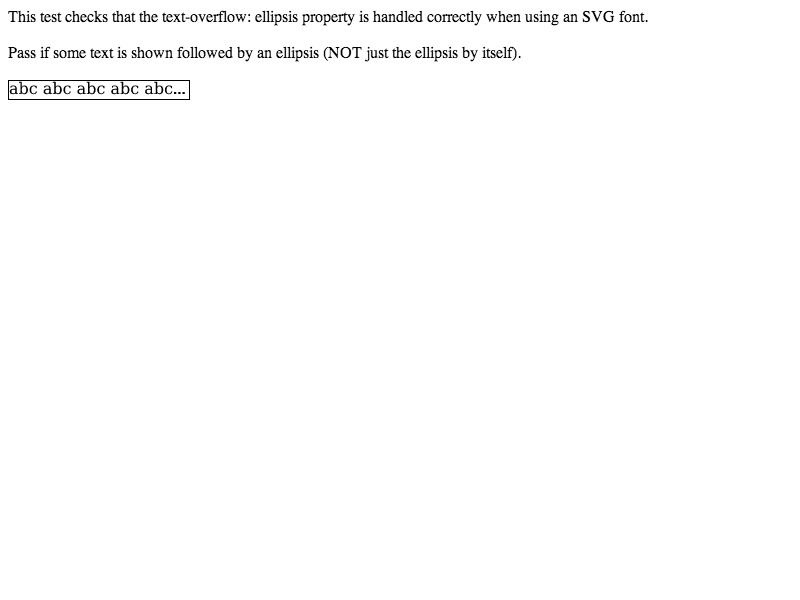 This test checks that the text-overflow: ellipsis property is handled correctly when using an SVG font.
Pass if some text is shown followed by an ellipsis (NOT just the ellipsis by itself).
abc abc abc abc abc...